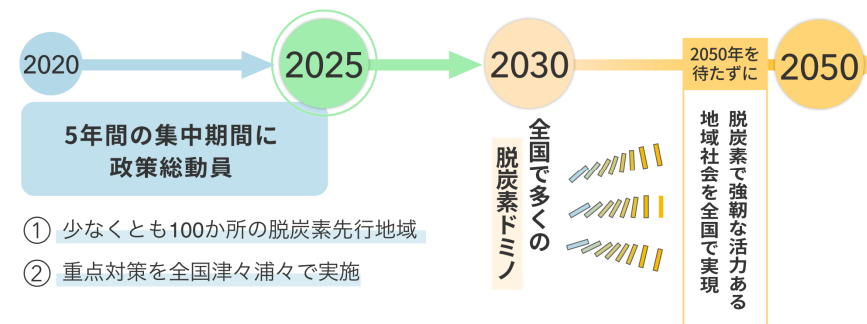 2020
2025
2030
2050
2050年を
待たずに
5年間の集中期間に
政策総動員
① 少なくとも100か所の脱炭素先行地域
② 重点対策を全国津々浦々で実施
全国で多くの
脱炭素ドミノ
脱炭素で強靭な活力ある
地域社会を全国で実現